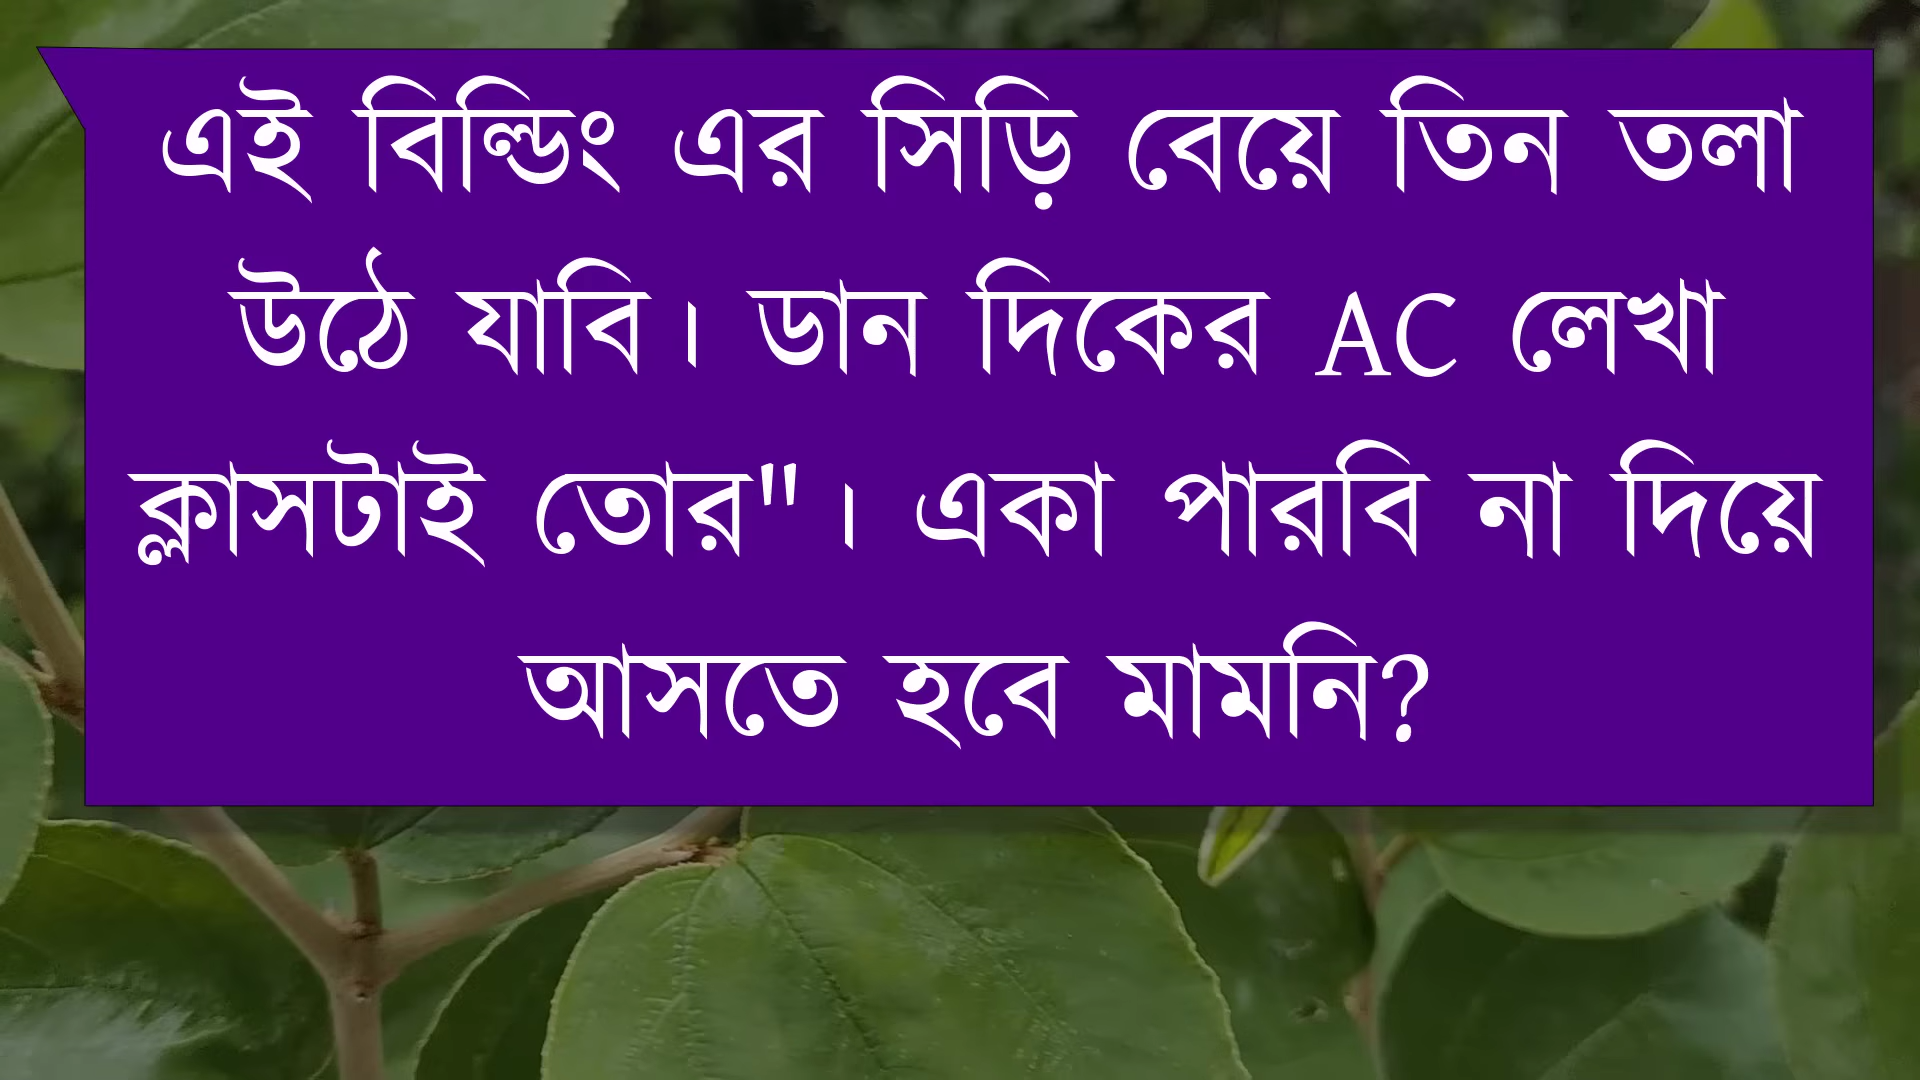 এই বিল্ডিং এর সিড়ি বেয়ে তিন তলা
উঠে যাবি। ডান দিকের AC লেখা
ক্লাসটাই তোর"। একা পারবি না দিয়ে
আসতে হবে মামনি?